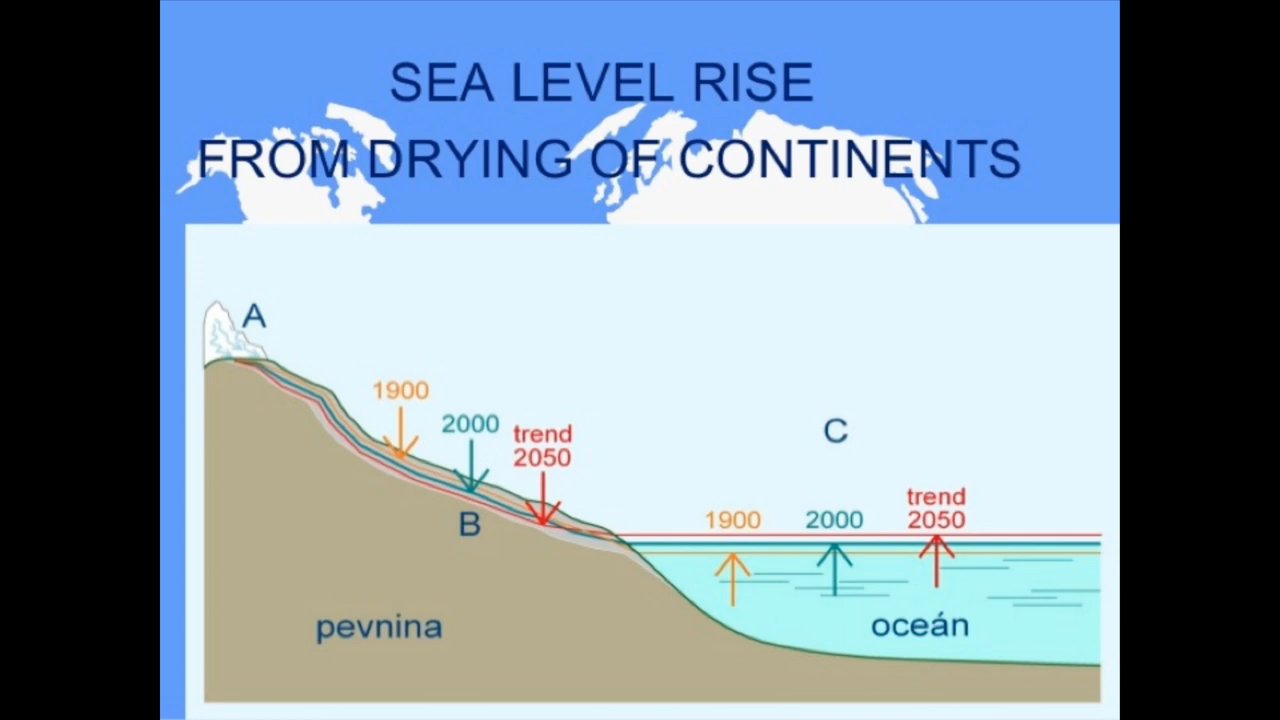 SEA LEVEL RISE
FROM DRYING OF CONTINENTS
A
1900
2000
trend
2050
B
C
1900
2000
trend
2050
pevnina
oceán